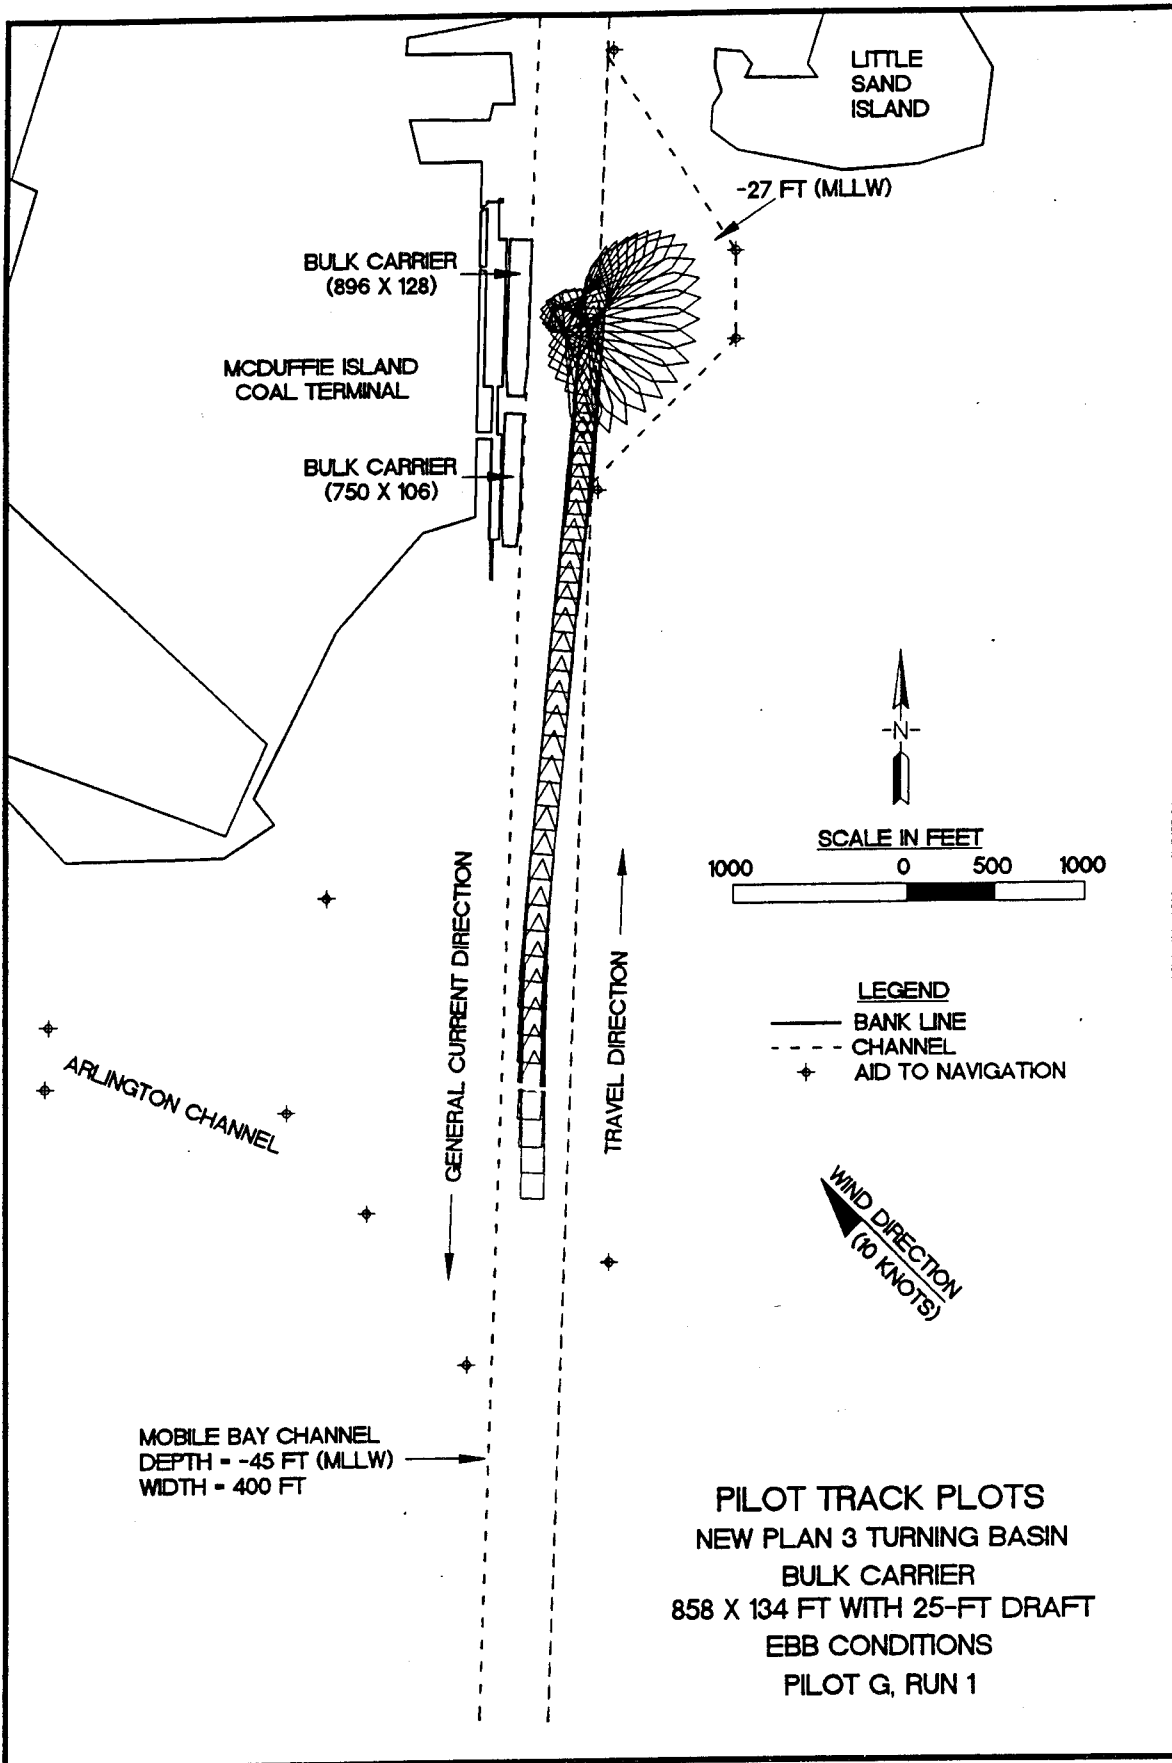 LITTLE
SAND
ISLAND
-27 FT (MLLW)
BULK CARRIER
(896 X 128)
MCDUFFIE ISLAND
COAL TERMINAL
BULK CARRIER
(750 X 106)
-N-
SCALE IN FEET
1000 0 500 1000
GENERAL CURRENT DIRECTION
TRAVEL DIRECTION
LEGEND
BANK LINE
CHANNEL
AID TO NAVIGATION
ARLINGTON CHANNEL
WIND DIRECTION
(10 KNOTS)
MOBILE BAY CHANNEL
DEPTH = -45 FT (MLLW)
WIDTH = 400 FT
PILOT TRACK PLOTS
NEW PLAN 3 TURNING BASIN
BULK CARRIER
858 X 134 FT WITH 25-FT DRAFT
EBB CONDITIONS
PILOT G, RUN 1